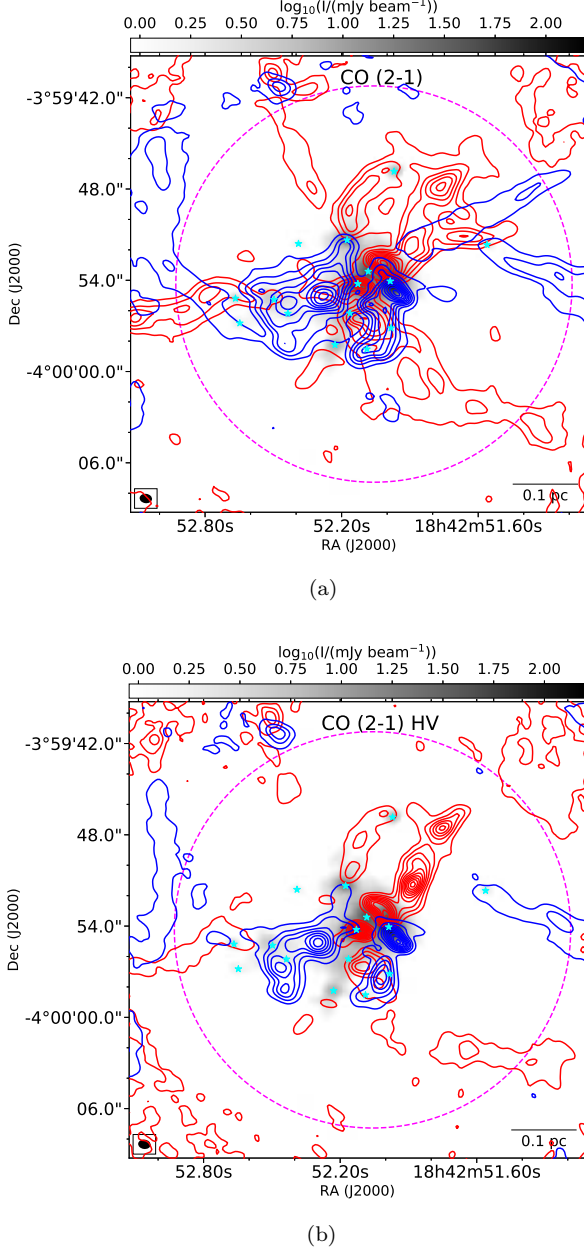 log₁₀(I/(mJy beam⁻¹))
0.00 0.25 0.50 0.75 1.00 1.25 1.50 1.75 2.00
CO (2-1)
-3°59'42.0"
48.0"
54.0"
-4°00'00.0"
06.0"
Dec (J2000)
0.1 pc
52.80s 52.20s 18h42m51.60s
RA (J2000)
(a)
log₁₀(I/(mJy beam⁻¹))
0.00 0.25 0.50 0.75 1.00 1.25 1.50 1.75 2.00
CO (2-1) HV
-3°59'42.0"
48.0"
54.0"
-4°00'00.0"
06.0"
Dec (J2000)
0.1 pc
52.80s 52.20s 18h42m51.60s
RA (J2000)
(b)